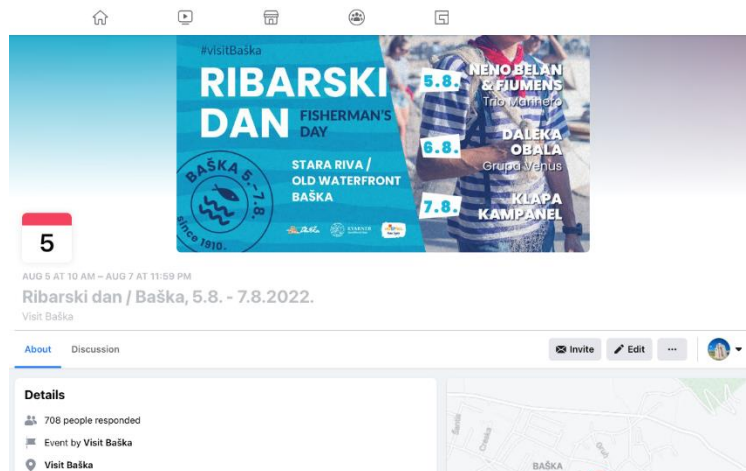 #visitBaška
RIBARSKI
DAN
FISHERMAN'S
DAY
STARA RIVA /
OLD WATERFRONT
BAŠKA
BAŠKA 5.-7.8.
since 1910.
5.8.
NENO BELAN
& FIUMENS
Trio Marinero
6.8.
DALEKA
OBALA
Grupa Venus
7.8.
KLAPA
KAMPANEL
5
AUG 5 AT 10 AM – AUG 7 AT 11:59 PM
Ribarski dan / Baška, 5.8. - 7.8.2022.
Visit Baška
About Discussion
Invite Edit ...
Details
708 people responded
Event by Visit Baška
Visit Baška
Creska
BAŠKA